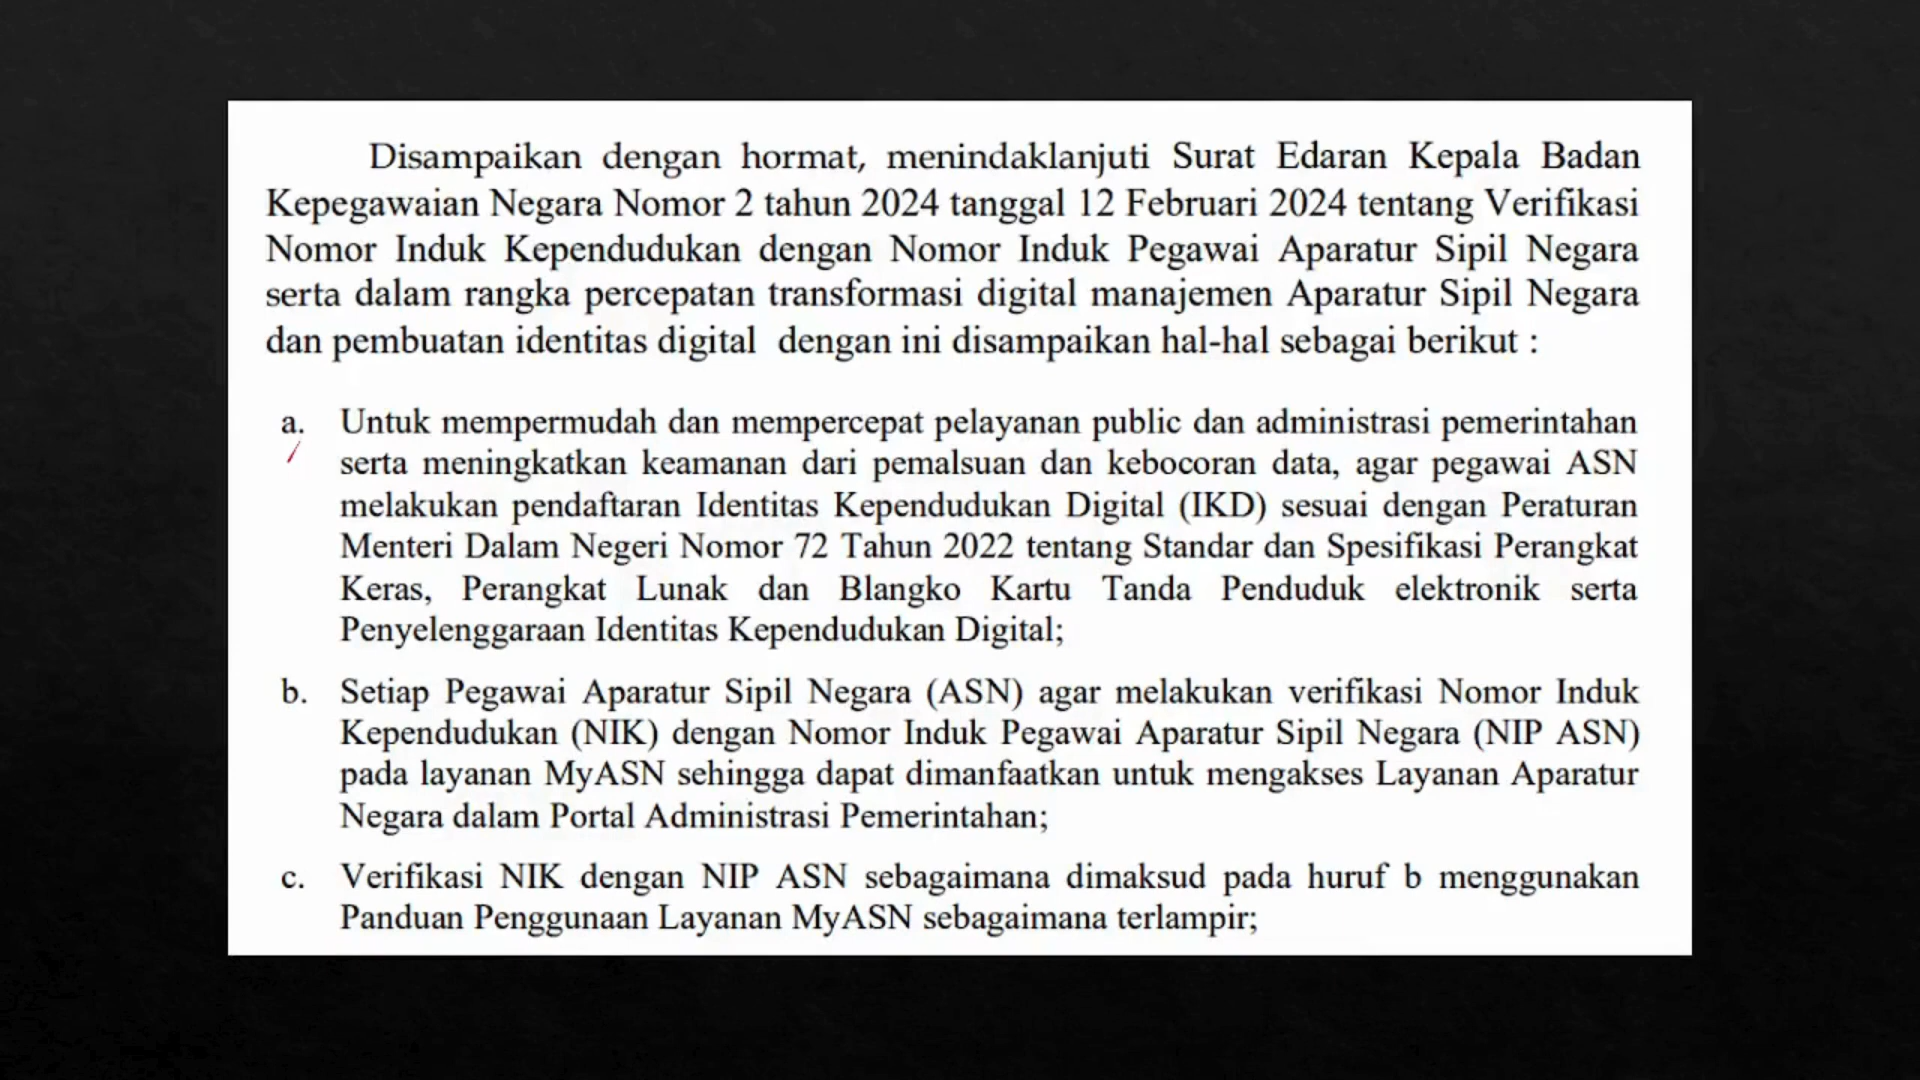 Disampaikan dengan hormat, menindaklanjuti Surat Edaran Kepala Badan
Kepegawaian Negara Nomor 2 tahun 2024 tanggal 12 Februari 2024 tentang Verifikasi
Nomor Induk Kependudukan dengan Nomor Induk Pegawai Aparatur Sipil Negara
serta dalam rangka percepatan transformasi digital manajemen Aparatur Sipil Negara
dan pembuatan identitas digital dengan ini disampaikan hal-hal sebagai berikut :
a. Untuk mempermudah dan mempercepat pelayanan public dan administrasi pemerintahan
serta meningkatkan keamanan dari pemalsuan dan kebocoran data, agar pegawai ASN
melakukan pendaftaran Identitas Kependudukan Digital (IKD) sesuai dengan Peraturan
Menteri Dalam Negeri Nomor 72 Tahun 2022 tentang Standar dan Spesifikasi Perangkat
Keras, Perangkat Lunak dan Blangko Kartu Tanda Penduduk elektronik serta
Penyelenggaraan Identitas Kependudukan Digital;
b. Setiap Pegawai Aparatur Sipil Negara (ASN) agar melakukan verifikasi Nomor Induk
Kependudukan (NIK) dengan Nomor Induk Pegawai Aparatur Sipil Negara (NIP ASN)
pada layanan MyASN sehingga dapat dimanfaatkan untuk mengakses Layanan Aparatur
Negara dalam Portal Administrasi Pemerintahan;
c. Verifikasi NIK dengan NIP ASN sebagaimana dimaksud pada huruf b menggunakan
Panduan Penggunaan Layanan MyASN sebagaimana terlampir;